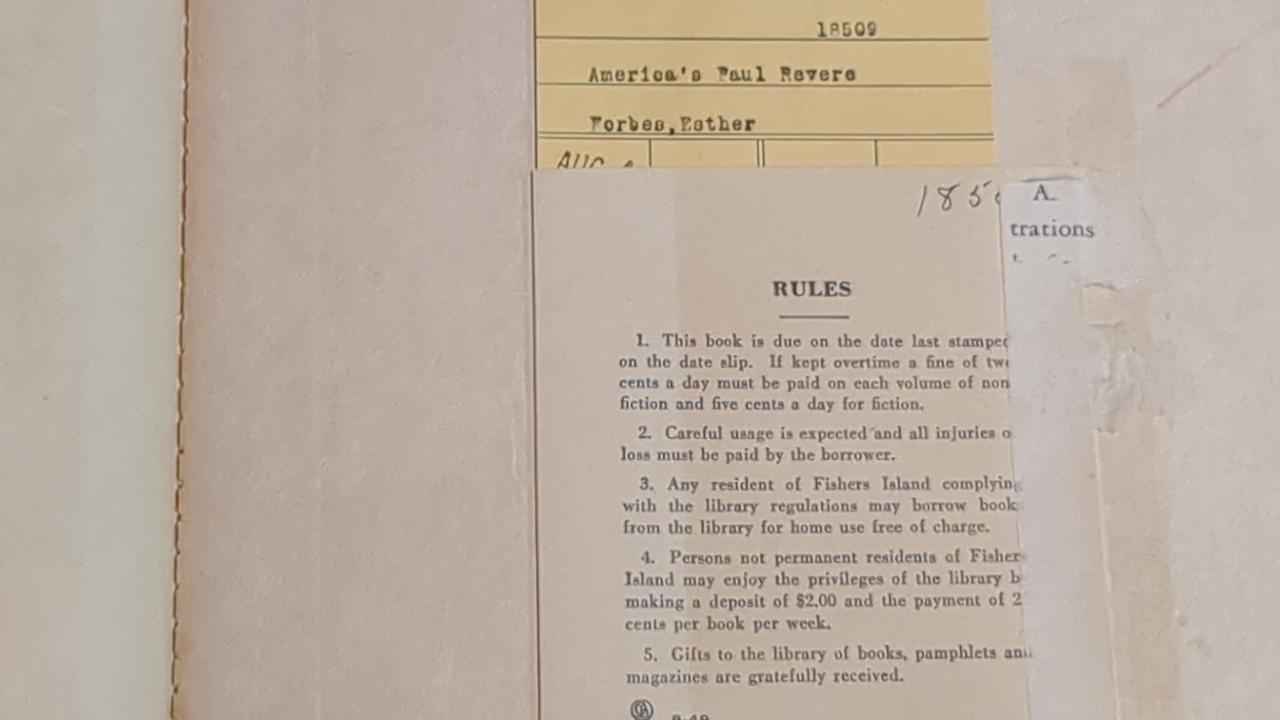 18509
America's Paul Revere
Forbes,Esther
AUG
185
A.
trations
RULES
1. This book is due on the date last stamped
on the date slip. If kept overtime a fine of two
cents a day must be paid on each volume of non
fiction and five cents a day for fiction.
2. Careful usage is expected and all injuries o
loss must be paid by the borrower.
3. Any resident of Fishers Island complying
with the library regulations may borrow book
from the library for home use free of charge.
4. Persons not permanent residents of Fisher
Island may enjoy the privileges of the library b
making a deposit of $2.00 and the payment of 2
cents per book per week.
5. Gifts to the library of books, pamphlets and
magazines are gratefully received.